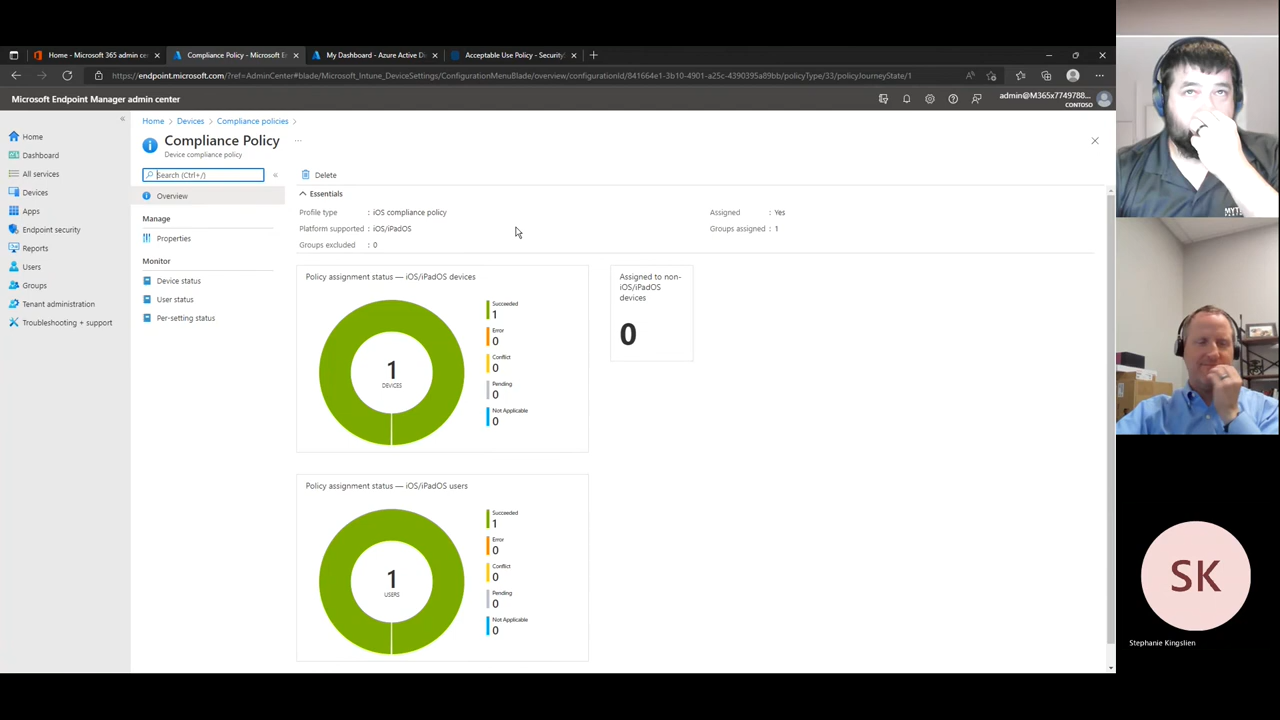 Home - Microsoft 365 admin cen
Compliance Policy - Microsoft E
My Dashboard - Azure Active D
Acceptable Use Policy - Security
https://endpoint.microsoft.com/?ref=AdminCenter#blade/Microsoft_Intune_DeviceSettings/ConfigurationMenuBlade/overview/configurationId/841664e1-3b10-4901-a25c-4390395a89bb/policyType/33/policyJourneyState/1
Microsoft Endpoint Manager admin center
admin@M365x7749788...
CONTOSO
Home
Dashboard
All services
Devices
Apps
Endpoint security
Reports
Users
Groups
Tenant administration
Troubleshooting + support
Home > Devices > Compliance policies >
Compliance Policy ...
Device compliance policy
Search (Ctrl+/)
Overview
Manage
Properties
Monitor
Device status
User status
Per-setting status
Delete
Essentials
Profile type : iOS compliance policy
Platform supported : iOS/iPadOS
Groups excluded : 0
Assigned : Yes
Groups assigned : 1
Policy assignment status — iOS/iPadOS devices
1
DEVICES
Succeeded
1
Error
0
Conflict
0
Pending
0
Not Applicable
0
Assigned to non-
iOS/iPadOS
devices
0
Policy assignment status — iOS/iPadOS users
1
USERS
Succeeded
1
Error
0
Conflict
0
Pending
0
Not Applicable
0
SK
Stephanie Kingslien